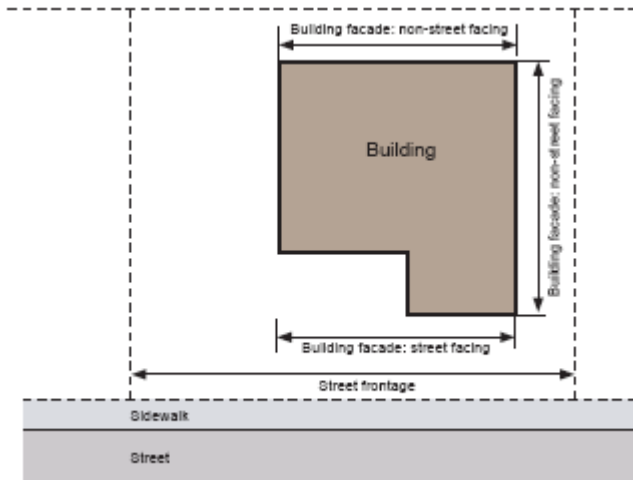 Building facade: non-street facing
Building
Building facade: non-street facing
Building facade: street facing
Street frontage
Sidewalk
Street